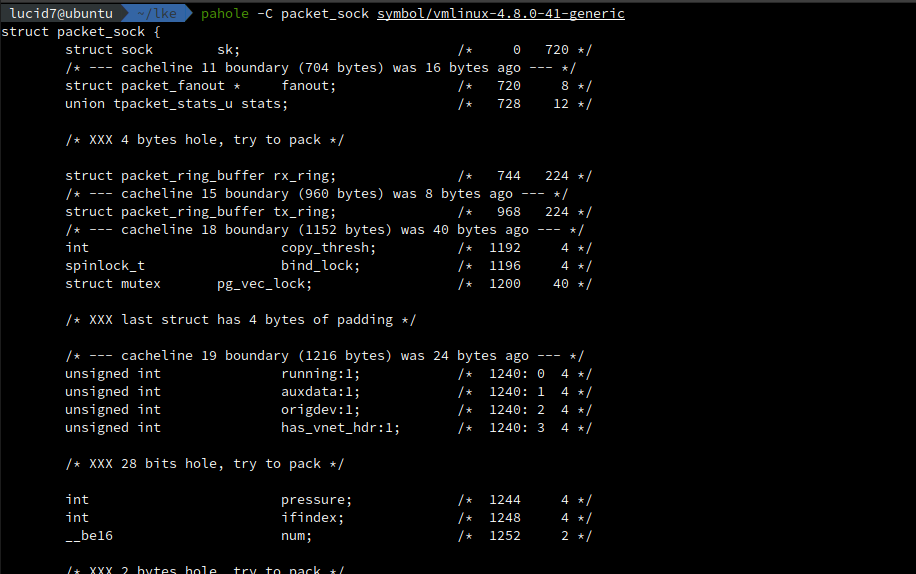 lucid7@ubuntu ~/lke pahole -C packet_sock symbol/vmlinux-4.8.0-41-generic
struct packet_sock {
struct sock sk; /* 0 720 */
/* --- cacheline 11 boundary (704 bytes) was 16 bytes ago --- */
struct packet_fanout * fanout; /* 720 8 */
union tpacket_stats_u stats; /* 728 12 */
/* XXX 4 bytes hole, try to pack */
struct packet_ring_buffer rx_ring; /* 744 224 */
/* --- cacheline 15 boundary (960 bytes) was 8 bytes ago --- */
struct packet_ring_buffer tx_ring; /* 968 224 */
/* --- cacheline 18 boundary (1152 bytes) was 40 bytes ago --- */
int copy_thresh; /* 1192 4 */
spinlock_t bind_lock; /* 1196 4 */
struct mutex pg_vec_lock; /* 1200 40 */
/* XXX last struct has 4 bytes of padding */
/* --- cacheline 19 boundary (1216 bytes) was 24 bytes ago --- */
unsigned int running:1; /* 1240: 0 4 */
unsigned int auxdata:1; /* 1240: 1 4 */
unsigned int origdev:1; /* 1240: 2 4 */
unsigned int has_vnet_hdr:1; /* 1240: 3 4 */
/* XXX 28 bits hole, try to pack */
int pressure; /* 1244 4 */
int ifindex; /* 1248 4 */
__be16 num; /* 1252 2 */
/* XXX 2 bytes hole, try to pack */